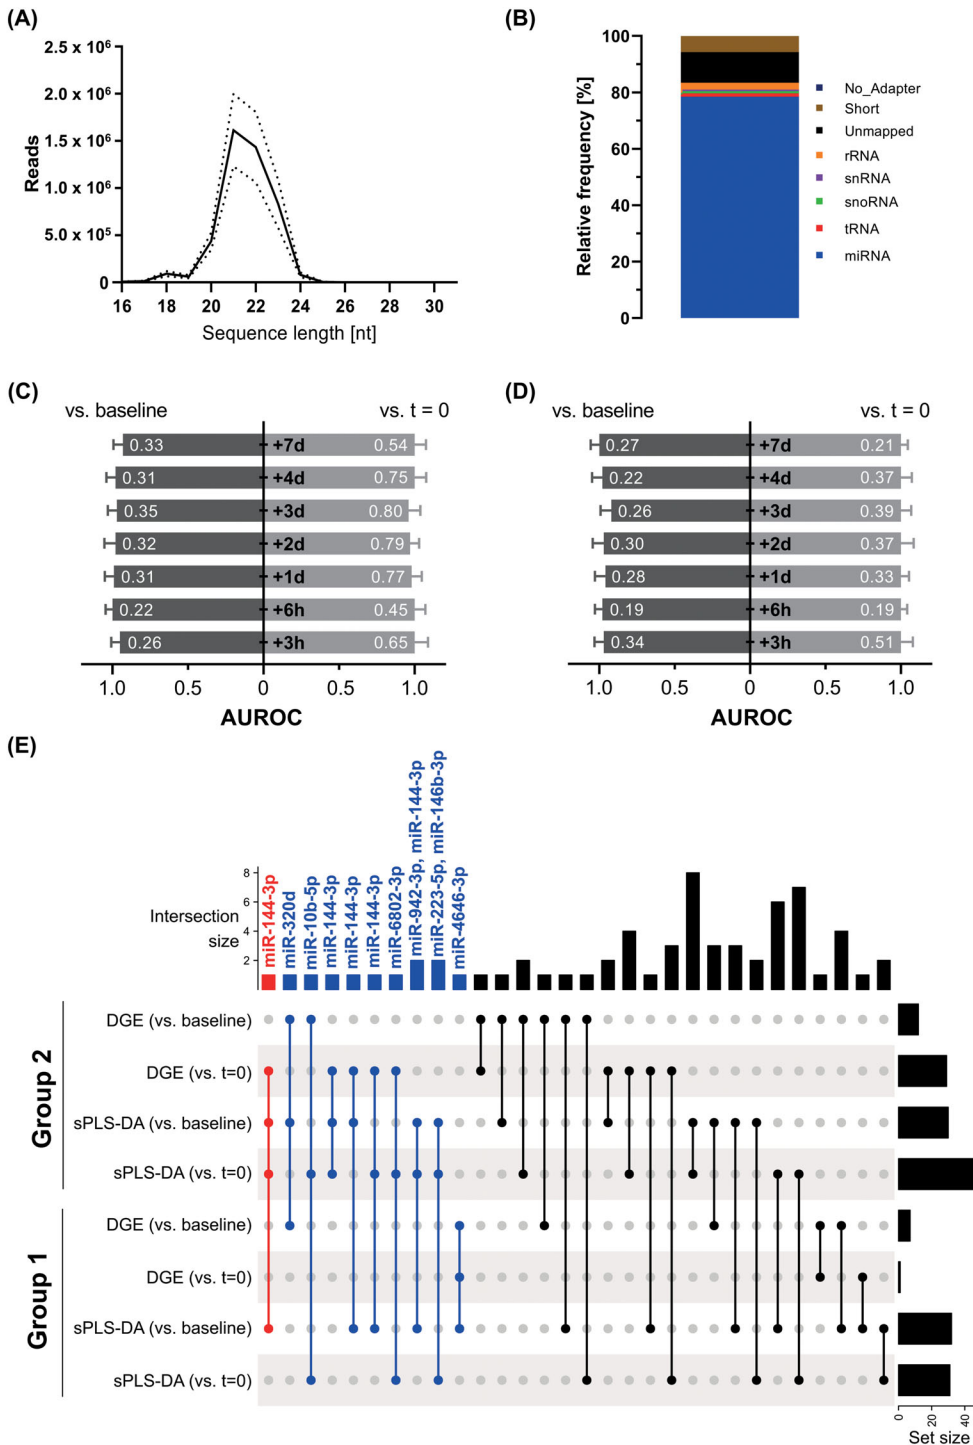 (A)
2.5 x 10⁶
2.0 x 10⁶
1.5 x 10⁶
1.0 x 10⁶
5.0 x 10⁵
0
Reads
16 18 20 22 24 26 28 30
Sequence length [nt]
(B)
100
80
60
40
20
0
Relative frequency [%]
No_Adapter
Short
Unmapped
rRNA
snRNA
snoRNA
tRNA
miRNA
(C)
vs. baseline vs. t = 0
0.33 +7d 0.54
0.31 +4d 0.75
0.35 +3d 0.80
0.32 +2d 0.79
0.31 +1d 0.77
0.22 +6h 0.45
0.26 +3h 0.65
1.0 0.5 0 0.5 1.0
AUROC
(D)
vs. baseline vs. t = 0
0.27 +7d 0.21
0.22 +4d 0.37
0.26 +3d 0.39
0.30 +2d 0.37
0.28 +1d 0.33
0.19 +6h 0.19
0.34 +3h 0.51
1.0 0.5 0 0.5 1.0
AUROC
(E)
Intersection
size
8
6
4
2
miR-144-3p
miR-320d
miR-10b-5p
miR-144-3p
miR-144-3p
miR-144-3p
miR-6802-3p
miR-942-3p, miR-144-3p
miR-223-5p, miR-146b-3p
miR-4646-3p
Group 2
DGE (vs. baseline)
DGE (vs. t=0)
sPLS-DA (vs. baseline)
sPLS-DA (vs. t=0)
Group 1
DGE (vs. baseline)
DGE (vs. t=0)
sPLS-DA (vs. baseline)
sPLS-DA (vs. t=0)
0 20 40
Set size